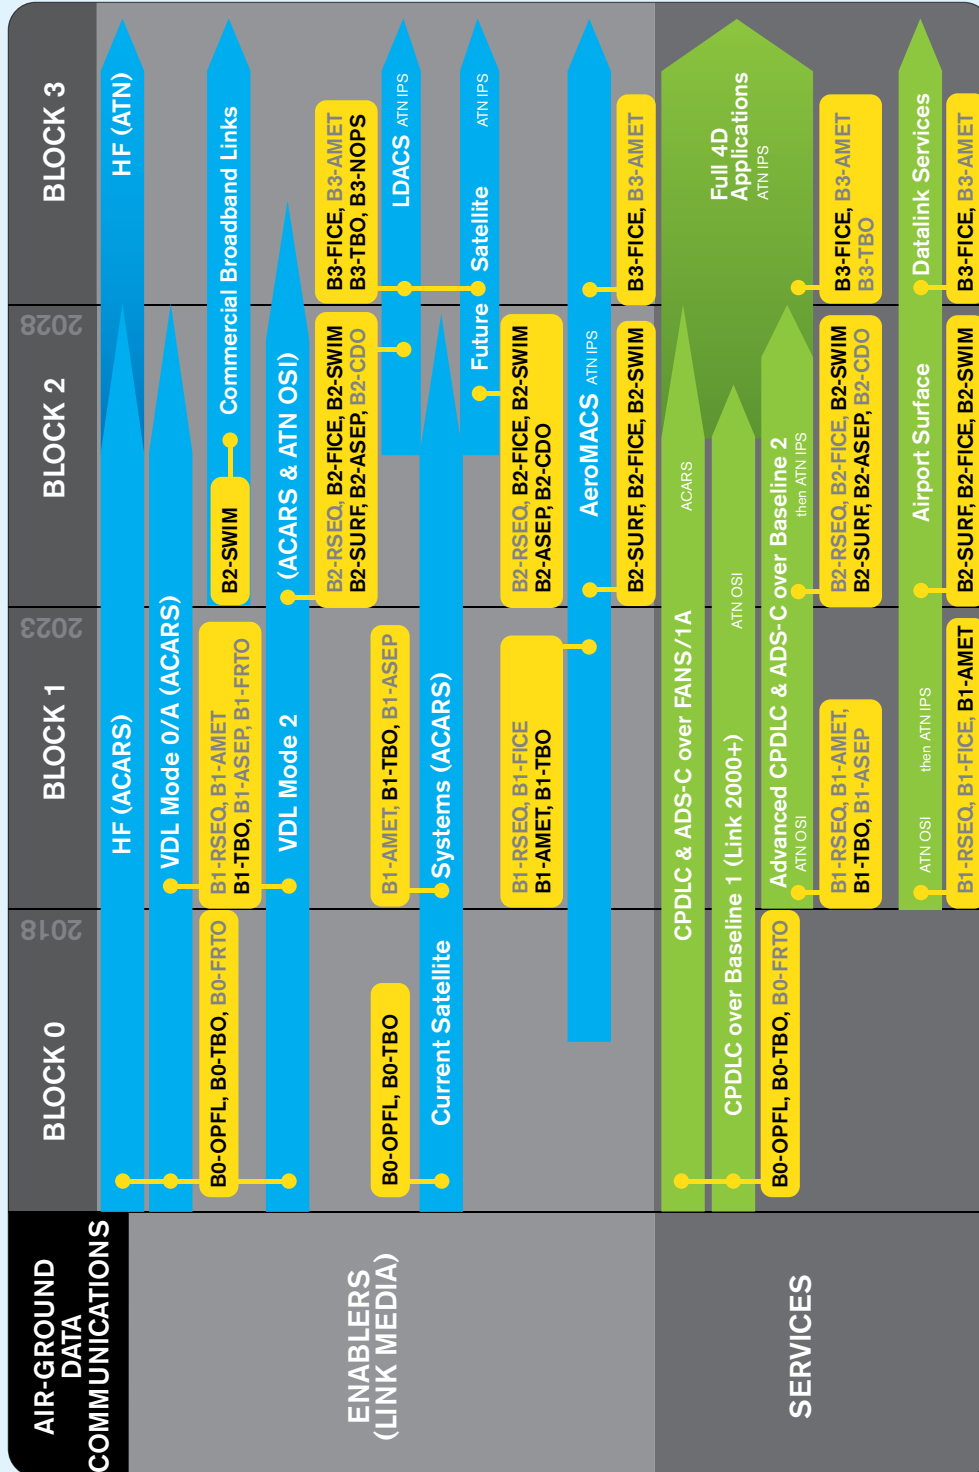 AIR-GROUND
DATA
COMMUNICATIONS
BLOCK 0
2018
BLOCK 1
2023
BLOCK 2
2028
BLOCK 3
ENABLERS
(LINK MEDIA)
HF (ACARS)
HF (ATN)
VDL Mode 0/A (ACARS)
B0-OPFL, B0-TBO, B0-FRTO
B1-RSEQ, B1-AMET
B1-TBO, B1-ASEP, B1-FRTO
B2-SWIM
Commercial Broadband Links
VDL Mode 2
(ACARS & ATN OSI)
B2-RSEQ, B2-FICE, B2-SWIM
B2-SURF, B2-ASEP, B2-CDO
B3-FICE, B3-AMET
B3-TBO, B3-NOPS
B0-OPFL, B0-TBO
B1-AMET, B1-TBO, B1-ASEP
LDACS ATN IPS
Current Satellite
Systems (ACARS)
Future
Satellite
ATN IPS
B1-RSEQ, B1-FICE
B1-AMET, B1-TBO
B2-RSEQ, B2-FICE, B2-SWIM
B2-ASEP, B2-CDO
AeroMACS ATN IPS
B2-SURF, B2-FICE, B2-SWIM
B3-FICE, B3-AMET
SERVICES
CPDLC & ADS-C over FANS/1A
ACARS
CPDLC over Baseline 1 (Link 2000+)
ATN OSI
Full 4D
Applications
ATN IPS
Advanced CPDLC & ADS-C over Baseline 2
ATN OSI
then ATN IPS
B0-OPFL, B0-TBO, B0-FRTO
B1-RSEQ, B1-AMET,
B1-TBO, B1-ASEP
B2-RSEQ, B2-FICE, B2-SWIM
B2-SURF, B2-ASEP, B2-CDO
B3-FICE, B3-AMET
B3-TBO
Airport Surface
Datalink Services
ATN OSI
then ATN IPS
B1-RSEQ, B1-FICE, B1-AMET
B2-SURF, B2-FICE, B2-SWIM
B3-FICE, B3-AMET